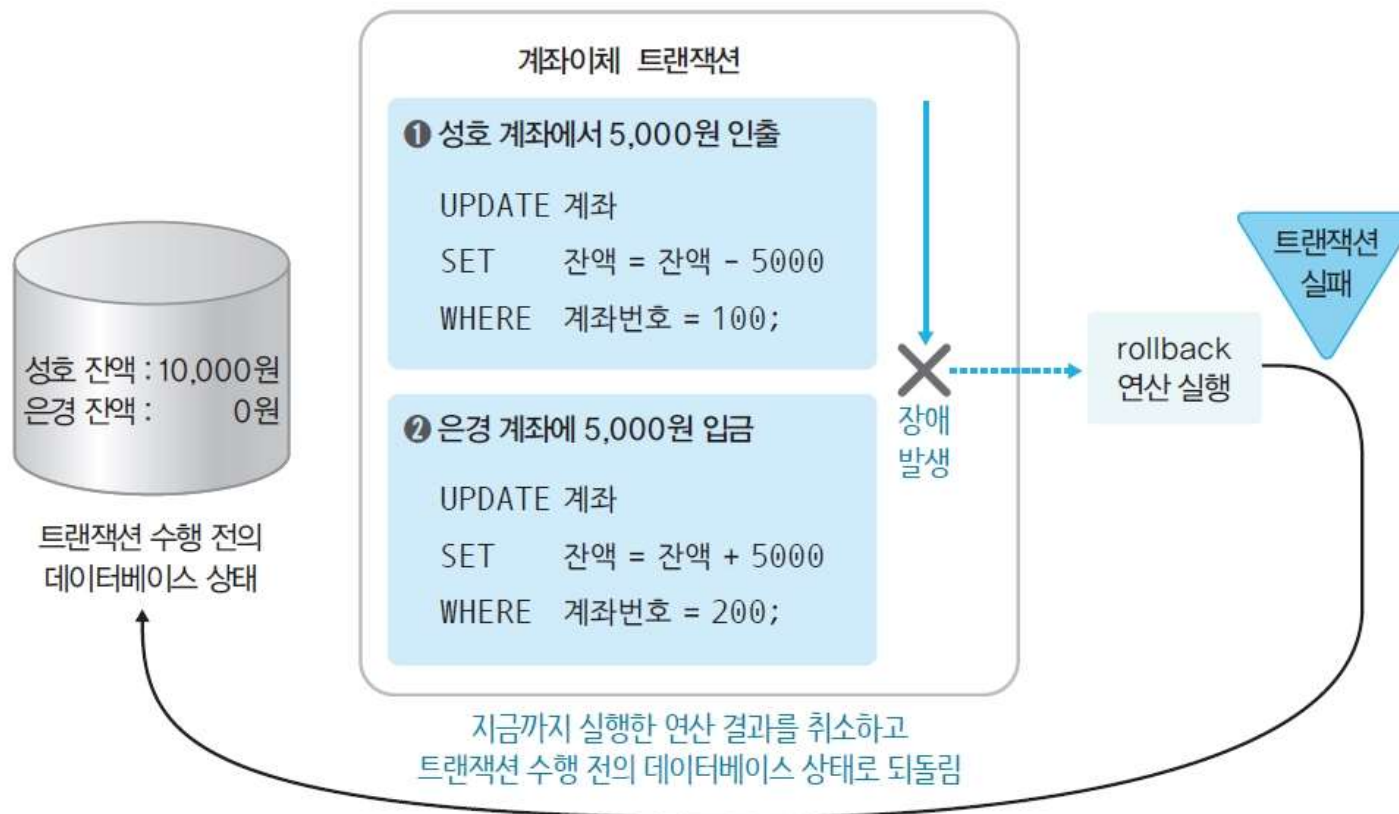 계좌이체 트랜잭션
❶ 성호 계좌에서 5,000원 인출
UPDATE 계좌
SET 잔액 = 잔액 - 5000
WHERE 계좌번호 = 100;
❷ 은경 계좌에 5,000원 입금
UPDATE 계좌
SET 잔액 = 잔액 + 5000
WHERE 계좌번호 = 200;
성호 잔액 : 10,000원
은경 잔액 : 0원
트랜잭션 수행 전의
데이터베이스 상태
장애
발생
rollback
연산 실행
트랜잭션
실패
지금까지 실행한 연산 결과를 취소하고
트랜잭션 수행 전의 데이터베이스 상태로 되돌림